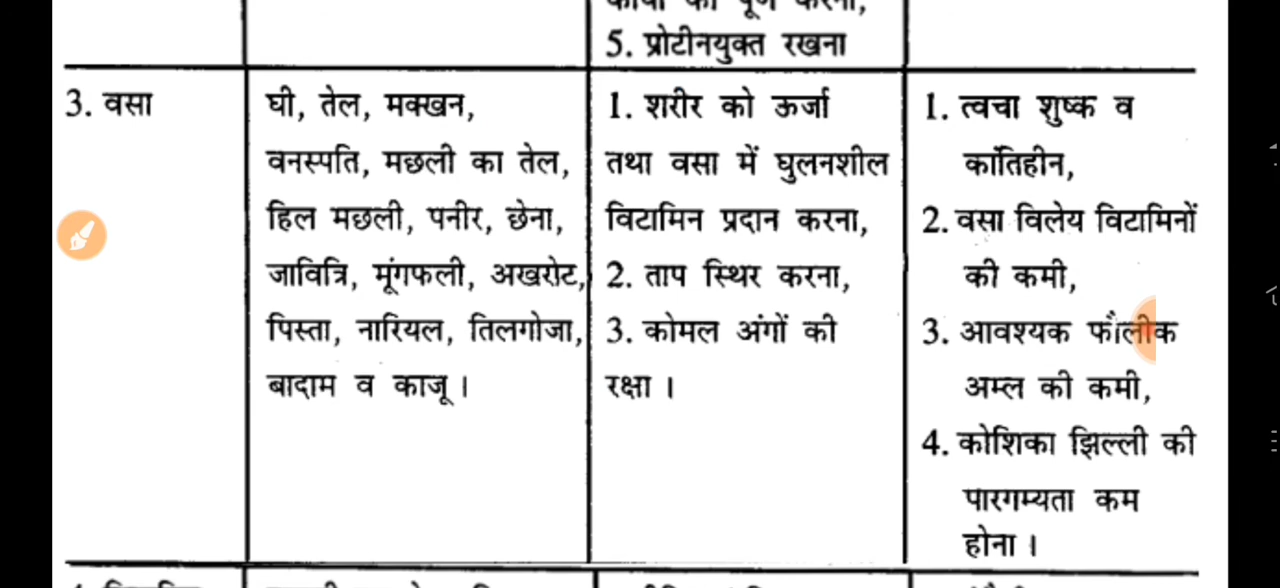 5. प्रोटीनयुक्त रखना
3. वसा
घी, तेल, मक्खन,
वनस्पति, मछली का तेल,
हिल मछली, पनीर, छेना,
जावित्रि, मूंगफली, अखरोट,
पिस्ता, नारियल, तिलगोजा,
बादाम व काजू।
1. शरीर को ऊर्जा
तथा वसा में घुलनशील
विटामिन प्रदान करना,
2. ताप स्थिर करना,
3. कोमल अंगों की
रक्षा।
1. त्वचा शुष्क व
कांतिहीन,
2. वसा विलेय विटामिनों
की कमी,
3. आवश्यक फौलीक
अम्ल की कमी,
4. कोशिका झिल्ली की
पारगम्यता कम
होना।